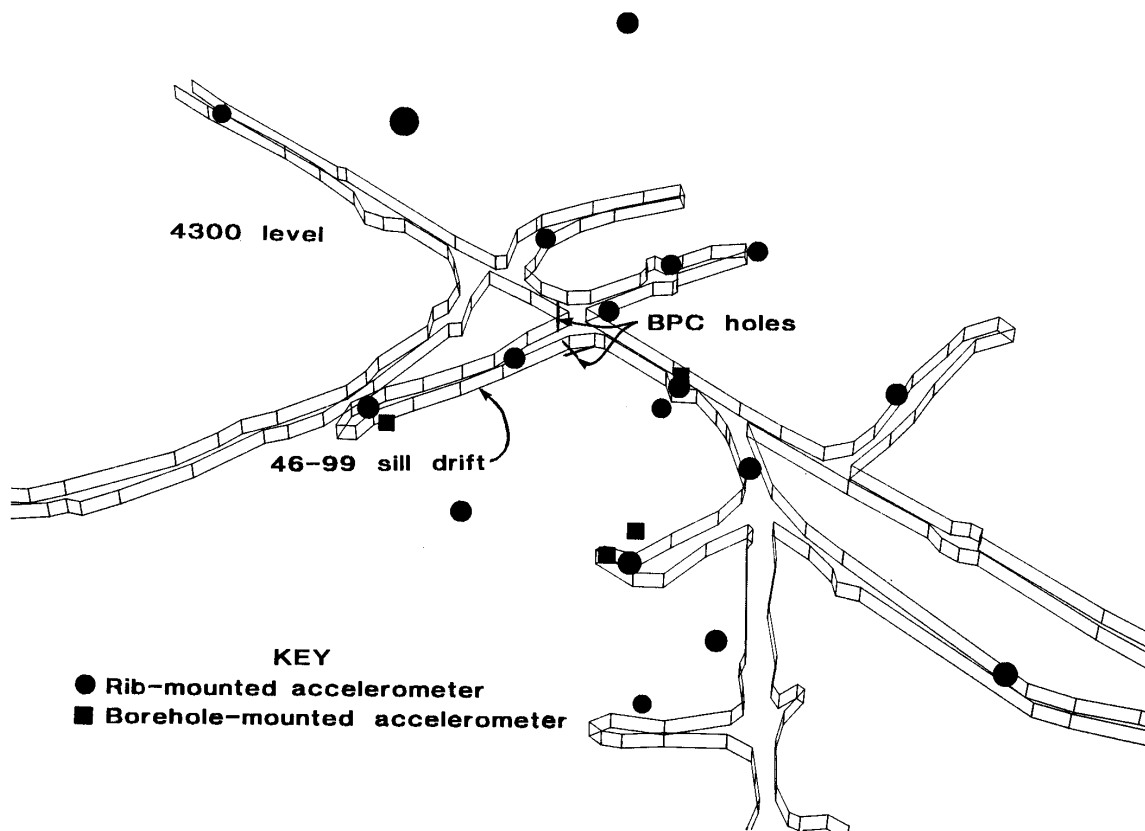 4300 level
BPC holes
46-99 sill drift
KEY
Rib-mounted accelerometer
Borehole-mounted accelerometer